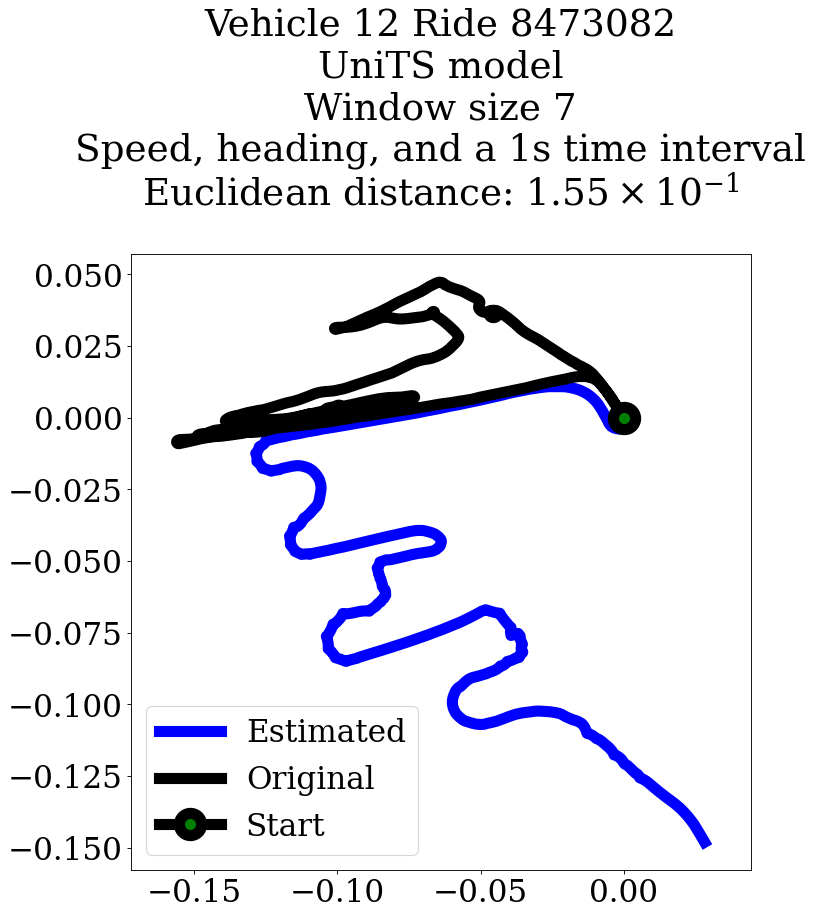 Vehicle 12 Ride 8473082
UniTS model
Window size 7
Speed, heading, and a 1s time interval
Euclidean distance: 1.55 × 10⁻¹
0.050
0.025
0.000
−0.025
−0.050
−0.075
−0.100
−0.125
−0.150
Estimated
Original
Start
−0.15 −0.10 −0.05 0.00